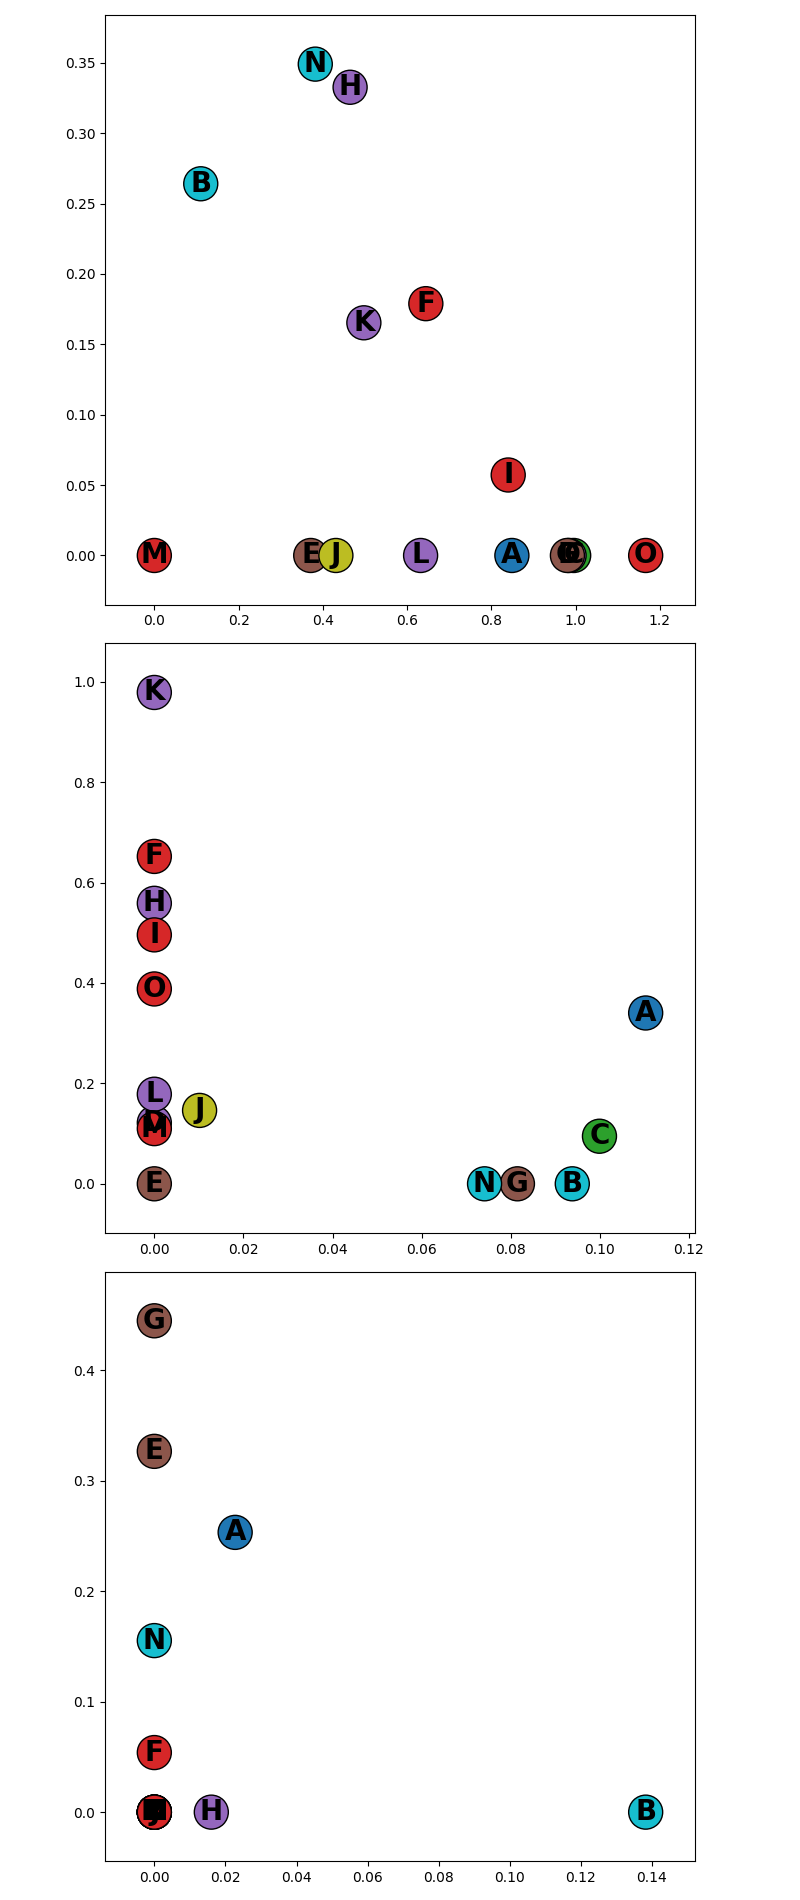 0.35
N
H
0.30
B
0.25
0.20
F
K
0.15
0.10
I
0.05
0.00
M E J L A O
0.0 0.2 0.4 0.6 0.8 1.0 1.2
1.0
K
0.8
F
0.6
H
I
0.4
O
A
0.2
L
J
M
C
0.0
E N G B
0.00 0.02 0.04 0.06 0.08 0.10 0.12
G
0.4
E
0.3
A
0.2
N
0.1
F
0.0
H B
0.00 0.02 0.04 0.06 0.08 0.10 0.12 0.14